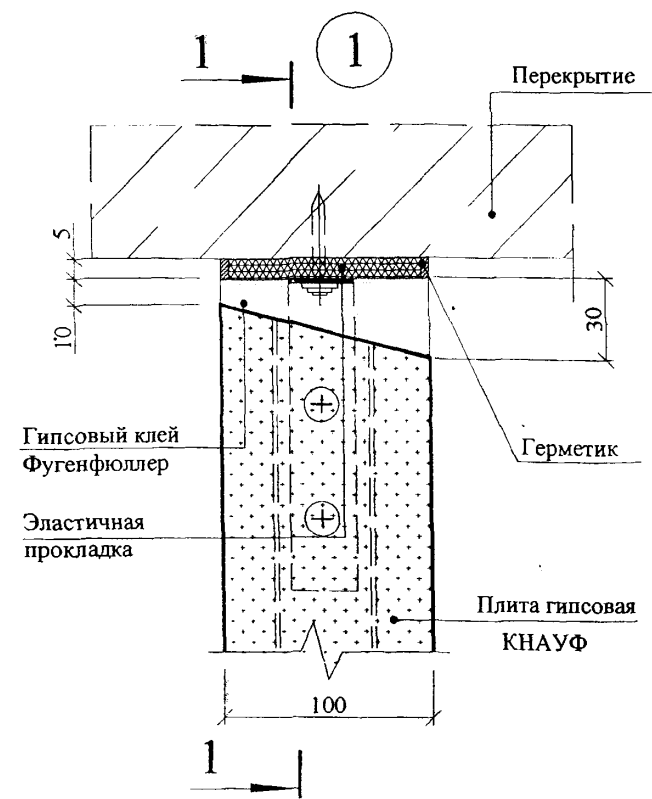 1
1
Перекрытие
5
10
30
Гипсовый клей
Фугенфюллер
Герметик
Эластичная
прокладка
Плита гипсовая
КНАУФ
100
1